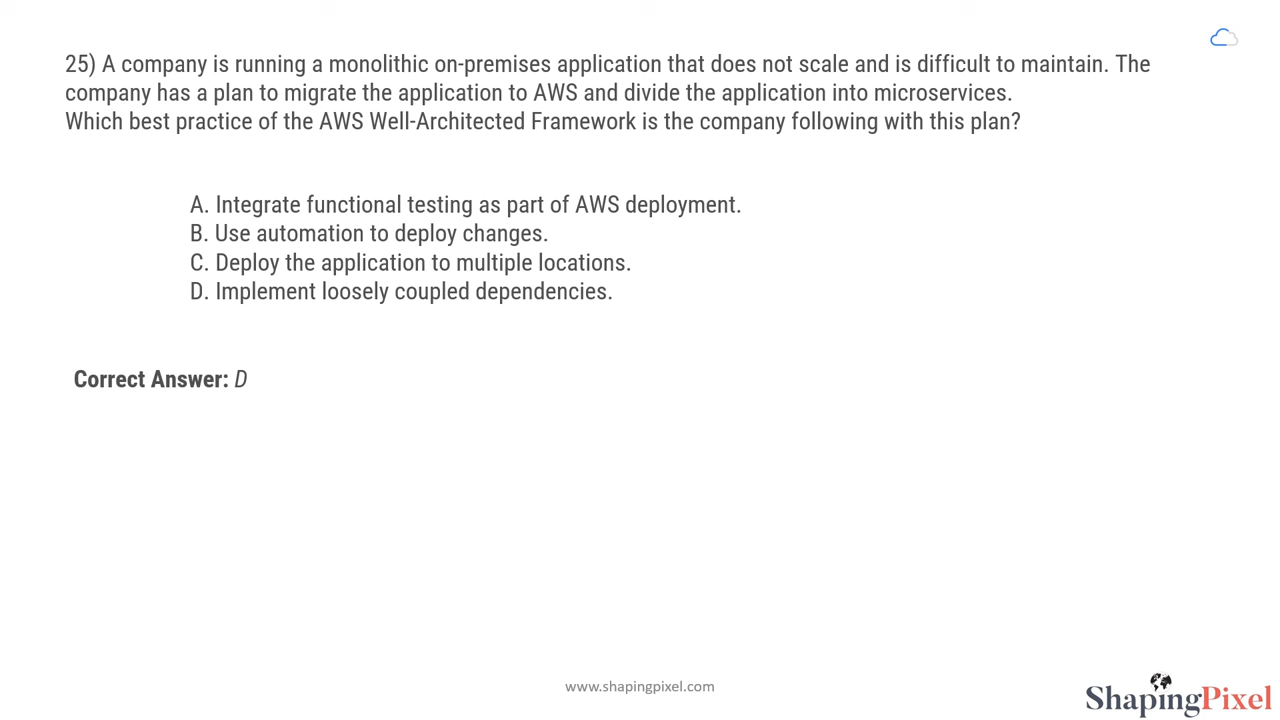 25) A company is running a monolithic on-premises application that does not scale and is difficult to maintain. The
company has a plan to migrate the application to AWS and divide the application into microservices.
Which best practice of the AWS Well-Architected Framework is the company following with this plan?
A. Integrate functional testing as part of AWS deployment.
B. Use automation to deploy changes.
C. Deploy the application to multiple locations.
D. Implement loosely coupled dependencies.
Correct Answer: D
www.shapingpixel.com
ShapingPixel